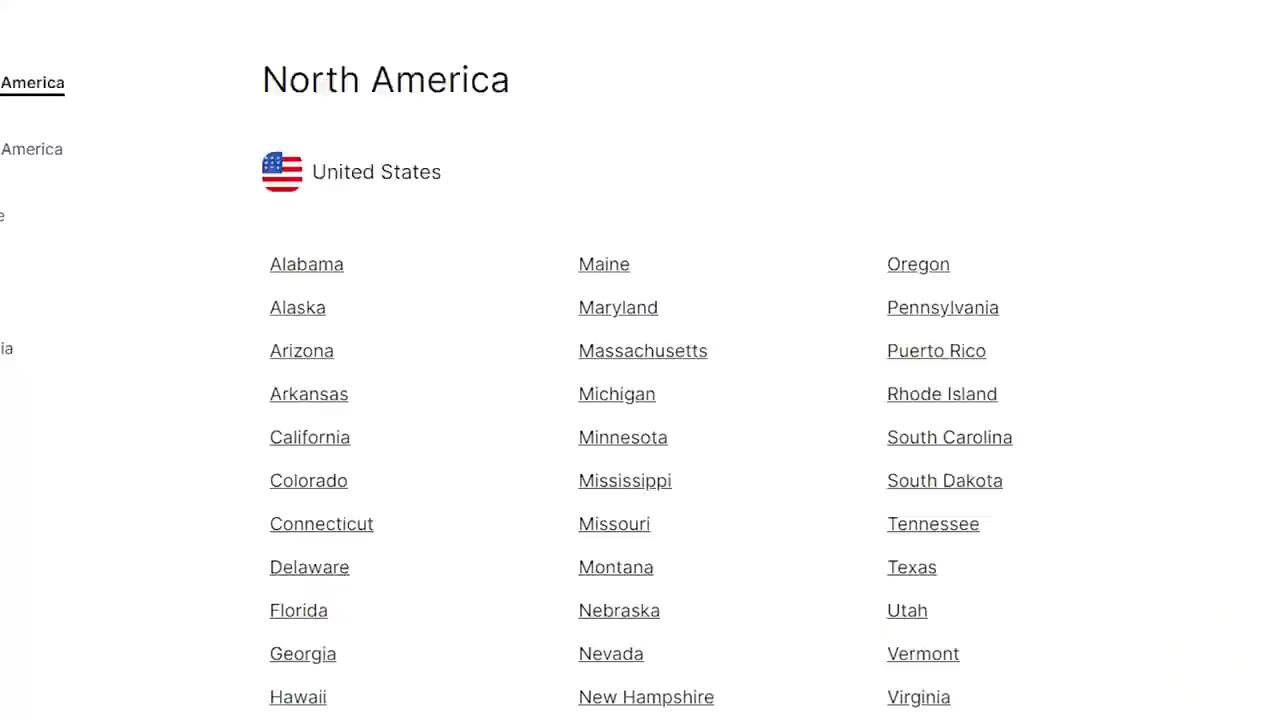 America
America
e
ia
North America
United States
Alabama
Alaska
Arizona
Arkansas
California
Colorado
Connecticut
Delaware
Florida
Georgia
Hawaii
Maine
Maryland
Massachusetts
Michigan
Minnesota
Mississippi
Missouri
Montana
Nebraska
Nevada
New Hampshire
Oregon
Pennsylvania
Puerto Rico
Rhode Island
South Carolina
South Dakota
Tennessee
Texas
Utah
Vermont
Virginia